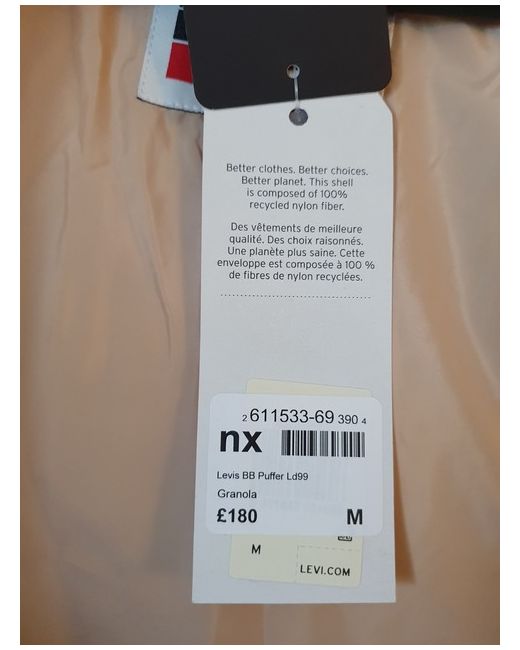 Better clothes. Better choices.
Better planet. This shell
is composed of 100%
recycled nylon fiber.
Des vêtements de meilleure
qualité. Des choix raisonnés.
Une planète plus saine. Cette
enveloppe est composée à 100 %
de fibres de nylon recyclées.
2 611533-69 390 4
nx
Levis BB Puffer Ld99
Granola
£180 M
M
LEVI.COM